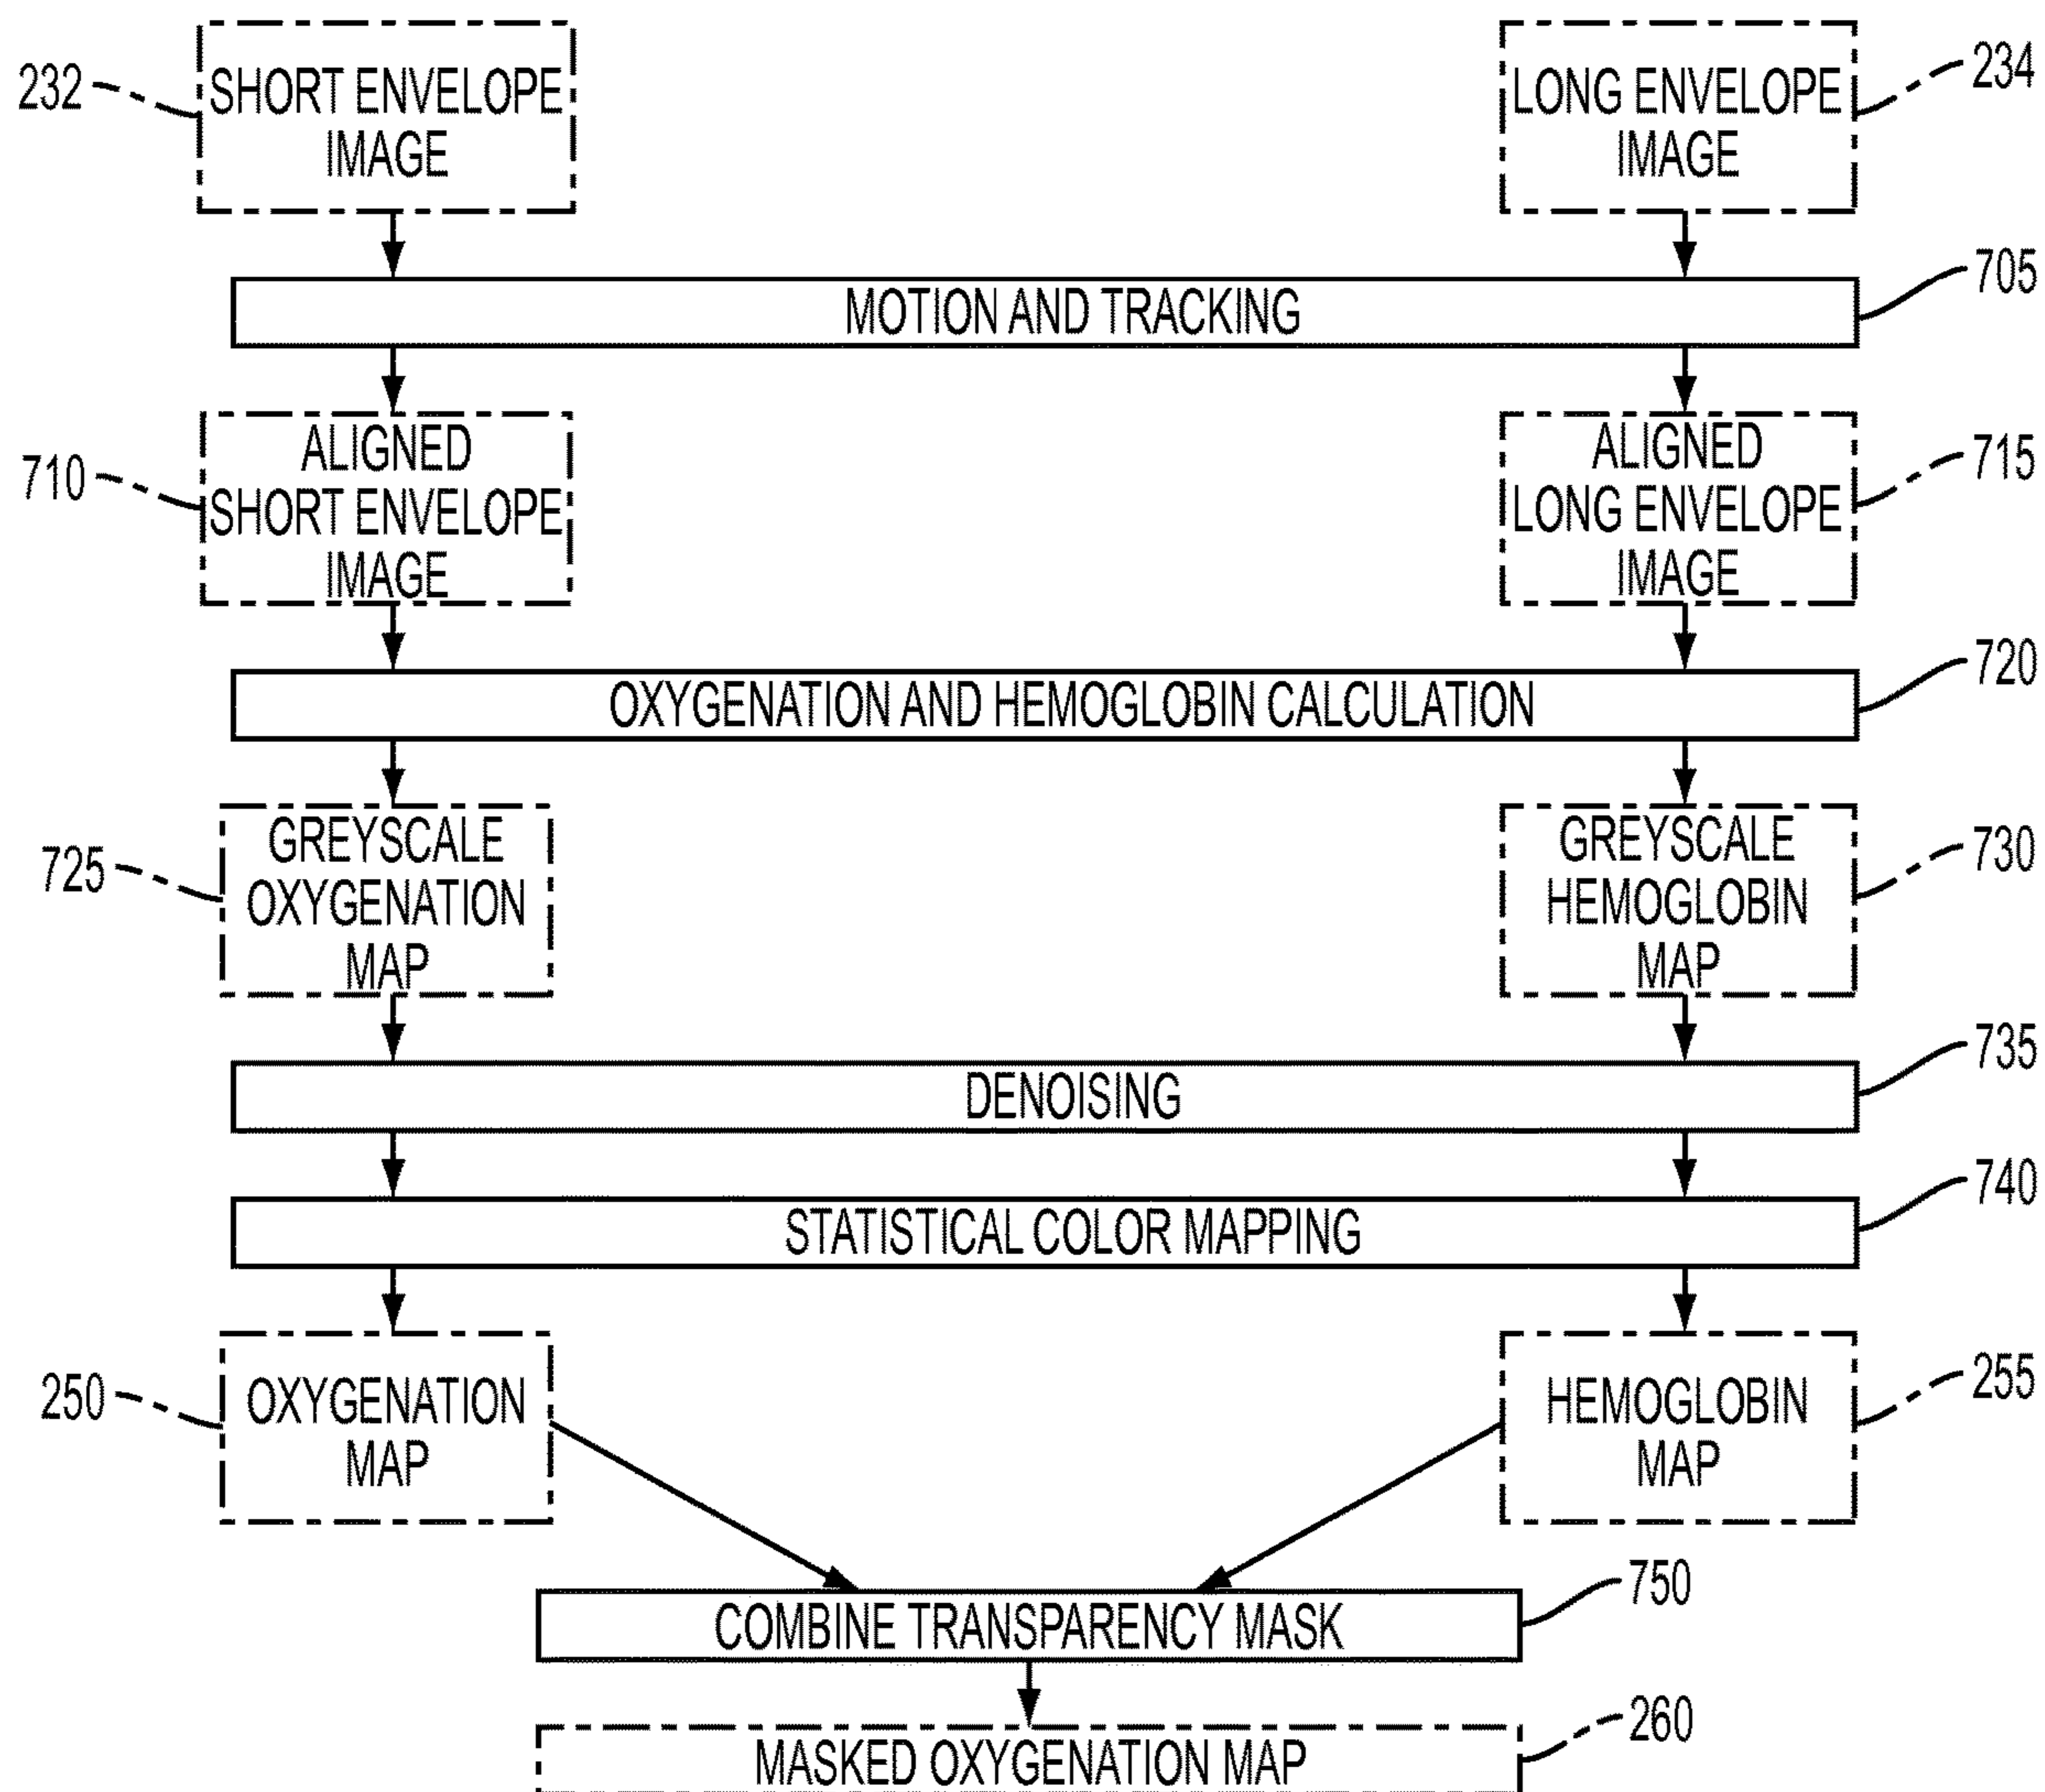 232
SHORT ENVELOPE
IMAGE
LONG ENVELOPE
IMAGE
234
MOTION AND TRACKING
705
710
ALIGNED
SHORT ENVELOPE
IMAGE
ALIGNED
LONG ENVELOPE
IMAGE
715
OXYGENATION AND HEMOGLOBIN CALCULATION
720
725
GREYSCALE
OXYGENATION
MAP
GREYSCALE
HEMOGLOBIN
MAP
730
DENOISING
735
STATISTICAL COLOR MAPPING
740
250
OXYGENATION
MAP
HEMOGLOBIN
MAP
255
COMBINE TRANSPARENCY MASK
750
MASKED OXYGENATION MAP
260